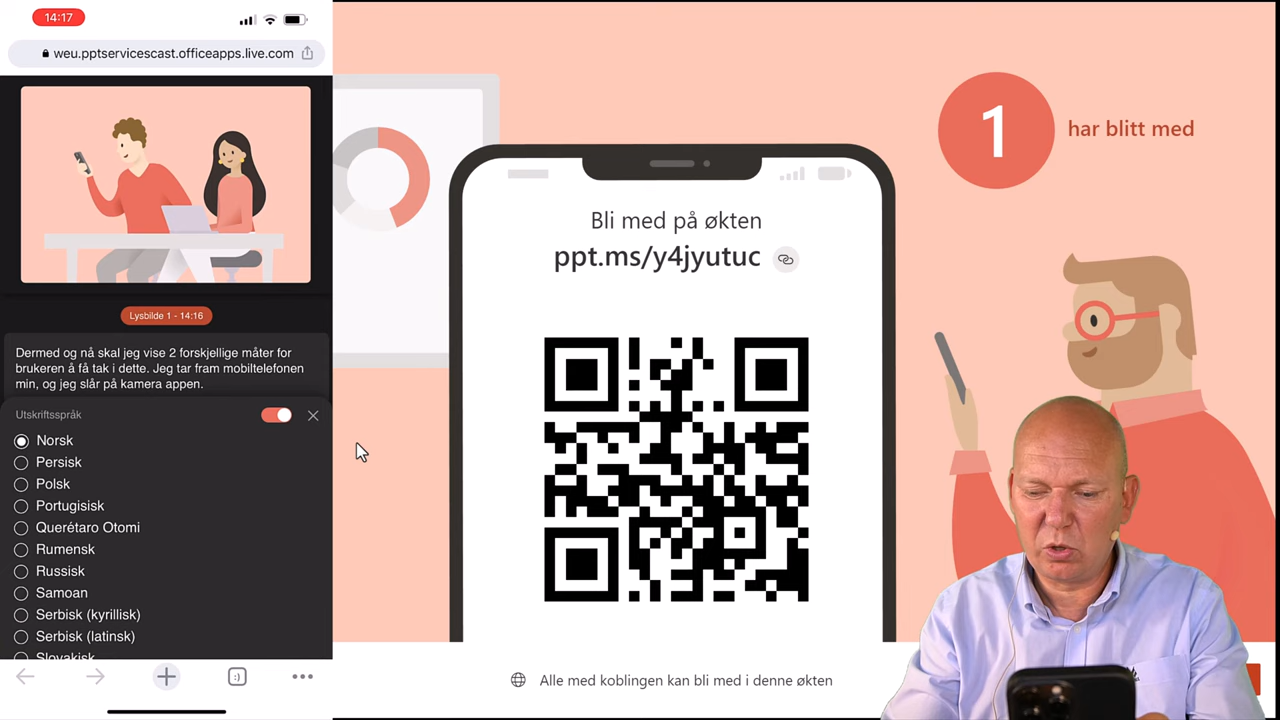 14:17
weu.pptservicescast.officeapps.live.com
Lysbilde 1 - 14:16
Dermed og nå skal jeg vise 2 forskjellige måter for
brukeren å få tak i dette. Jeg tar fram mobiltelefonen
min, og jeg slår på kamera appen.
Utskriftsspråk
Norsk
Persisk
Polsk
Portugisisk
Querétaro Otomi
Rumensk
Russisk
Samoan
Serbisk (kyrillisk)
Serbisk (latinsk)
Slovakisk
:)
1
har blitt med
Bli med på økten
ppt.ms/y4jyutuc
Alle med koblingen kan bli med i denne økten